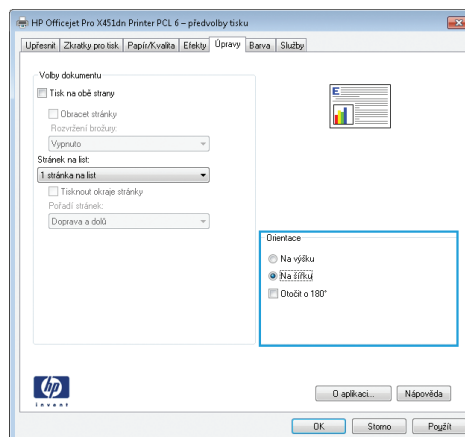 HP Officejet Pro X451dn Printer PCL 6 – předvolby tisku
Upřesnit Zkratky pro tisk Papír/Kvalita Efekty Úpravy Barva Služby
Volby dokumentu
Tisk na obě strany
Obracet stránky
Rozvržení brožury:
Vypnuto
Stránek na list:
1 stránka na list
Tisknout okraje stránky
Pořadí stránek:
Doprava a dolů
E
Orientace
Na výšku
Na šířku
Otočit o 180°
hp
invent
O aplikaci... Nápověda
OK Storno Použít